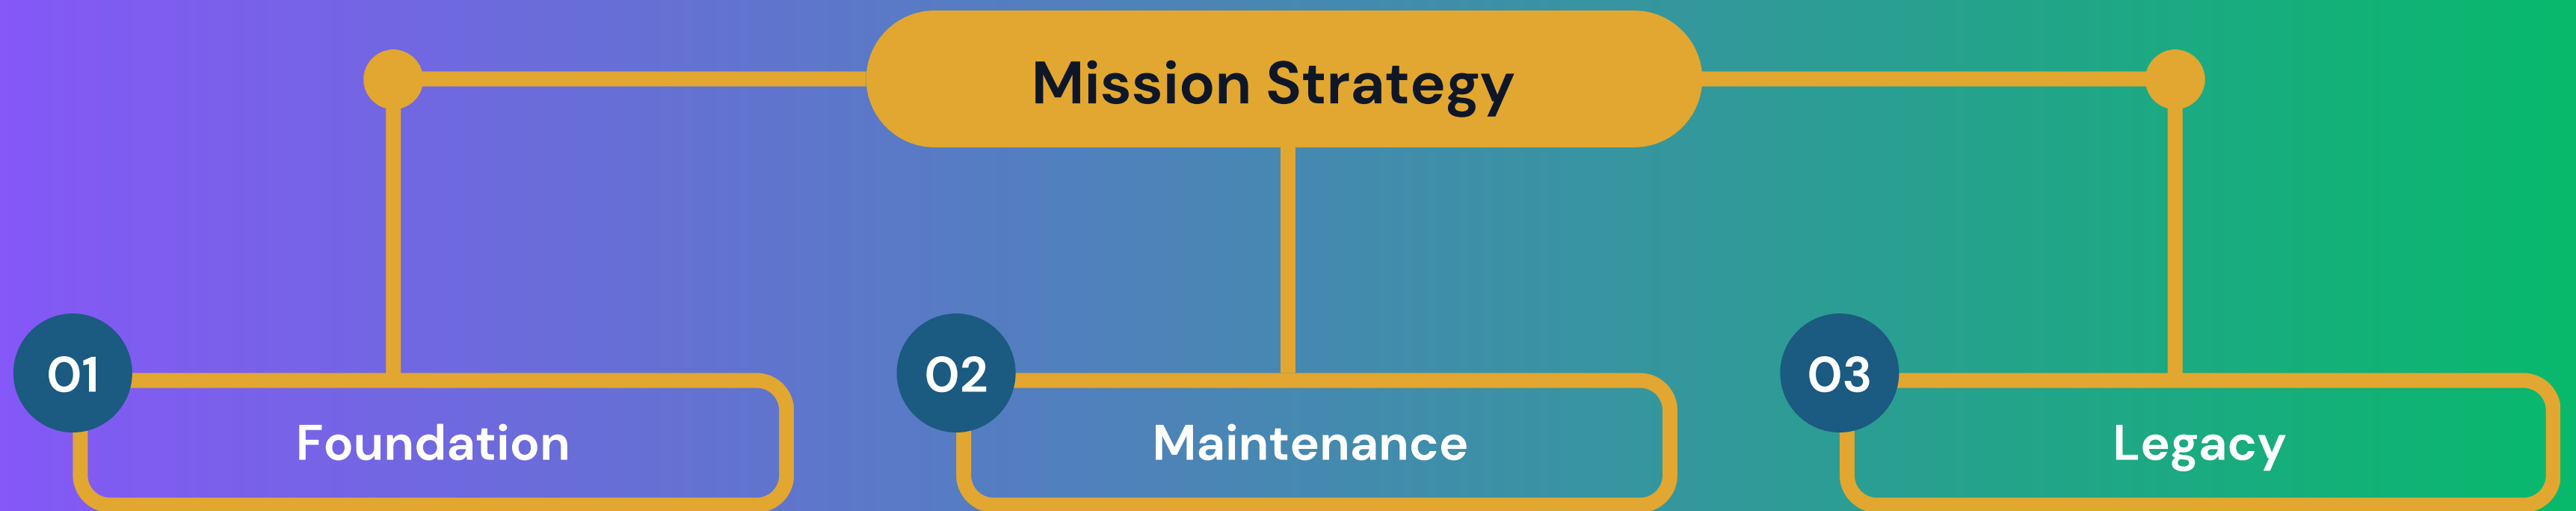 Mission Strategy
01
Foundation
02
Maintenance
03
Legacy